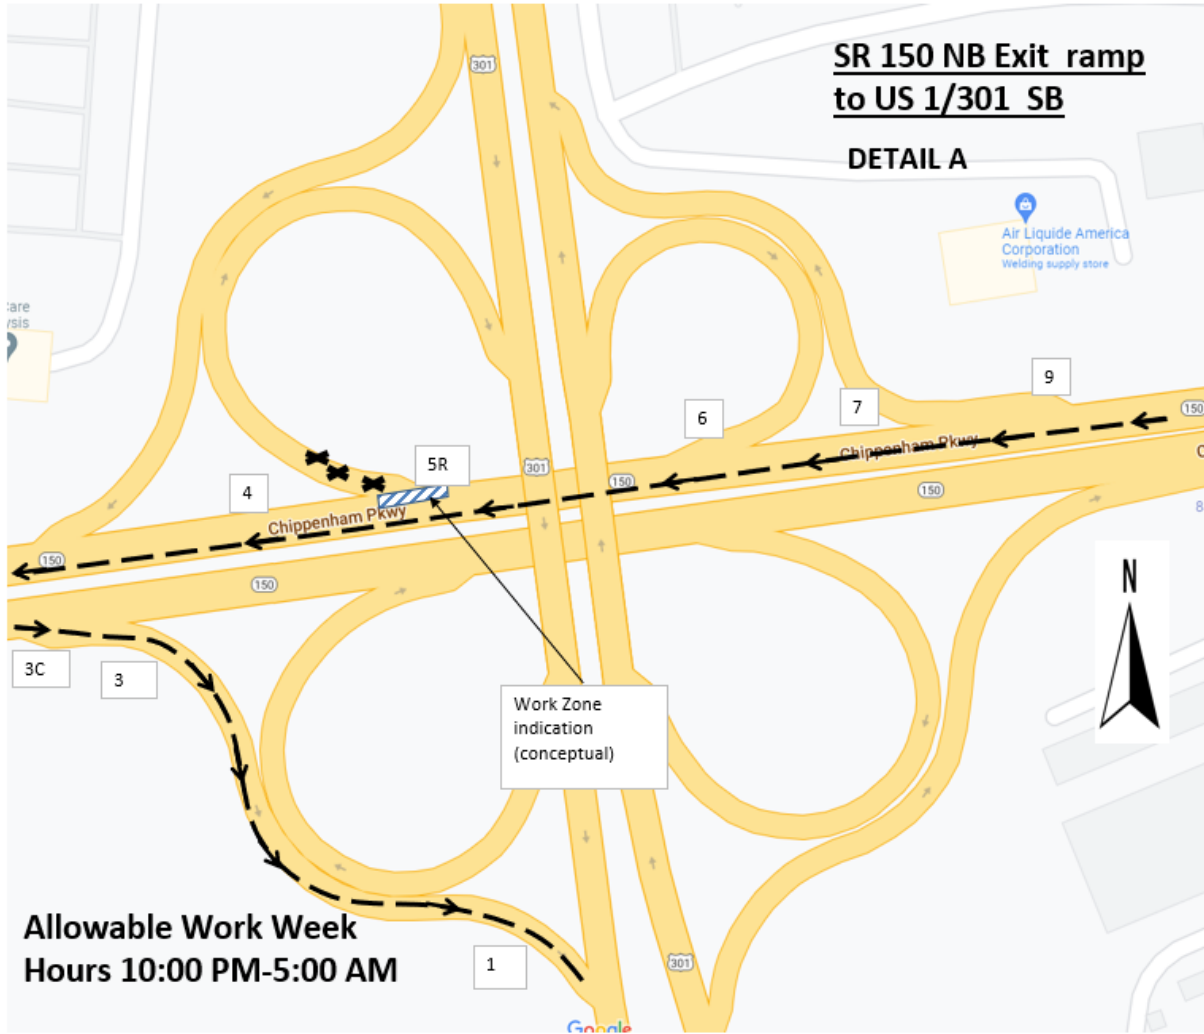 301
SR 150 NB Exit ramp
to US 1/301 SB
DETAIL A
Air Liquide America
Corporation
Welding supply store
Care
ysis
9
7
6
150
Chippenham Pkwy
5R
301
150
150
4
Chippenham Pkwy
150
150
N
3C
3
Work Zone
indication
(conceptual)
Allowable Work Week
Hours 10:00 PM-5:00 AM
1
301
Google